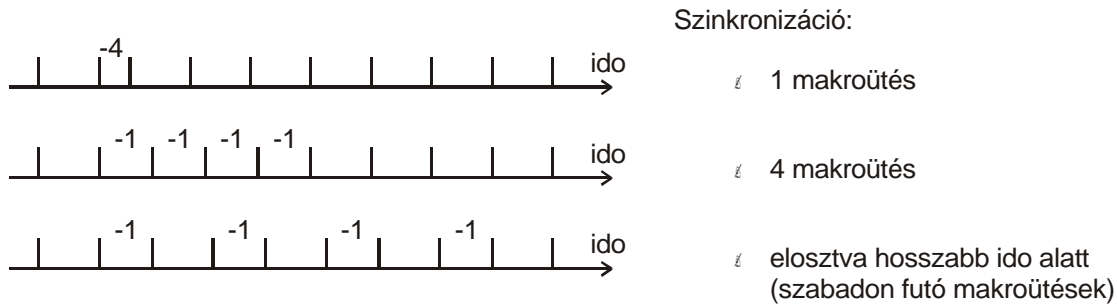 Szinkronizáció:
-4
ido
1 makroütés
-1 -1 -1 -1
ido
4 makroütés
-1 -1 -1 -1
ido
elosztva hosszabb ido alatt
(szabadon futó makroütések)